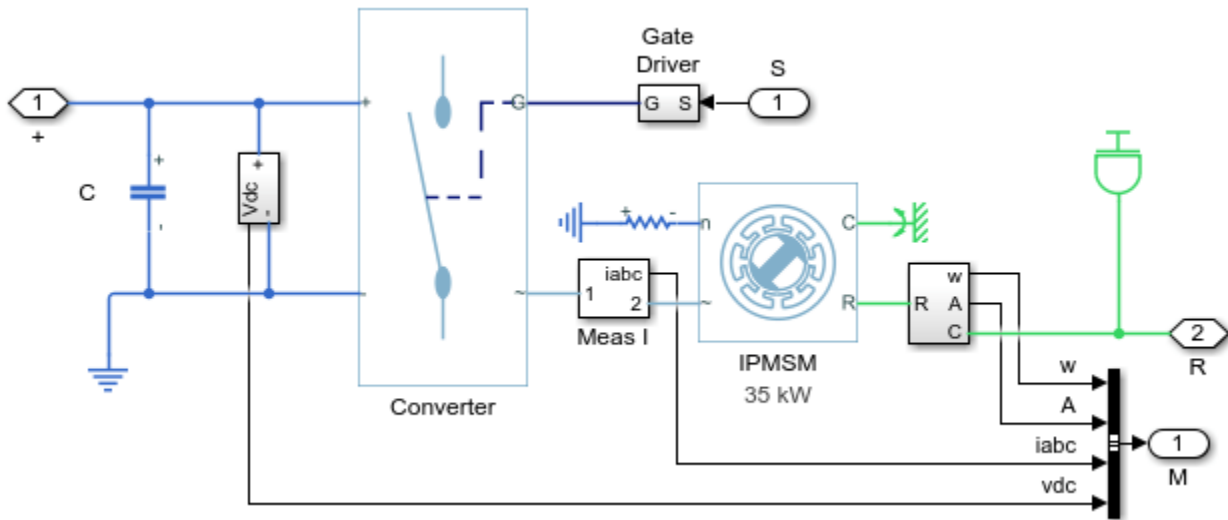 Gate
Driver
S
1
+
+
G
G S
1
+
C
+
-
Vdc
+
-
+ -
n
C
iabc
1
2
Meas I
-
~
~
R
R
w
A
C
2
R
IPMSM
35 kW
Converter
w
A
iabc
vdc
1
M